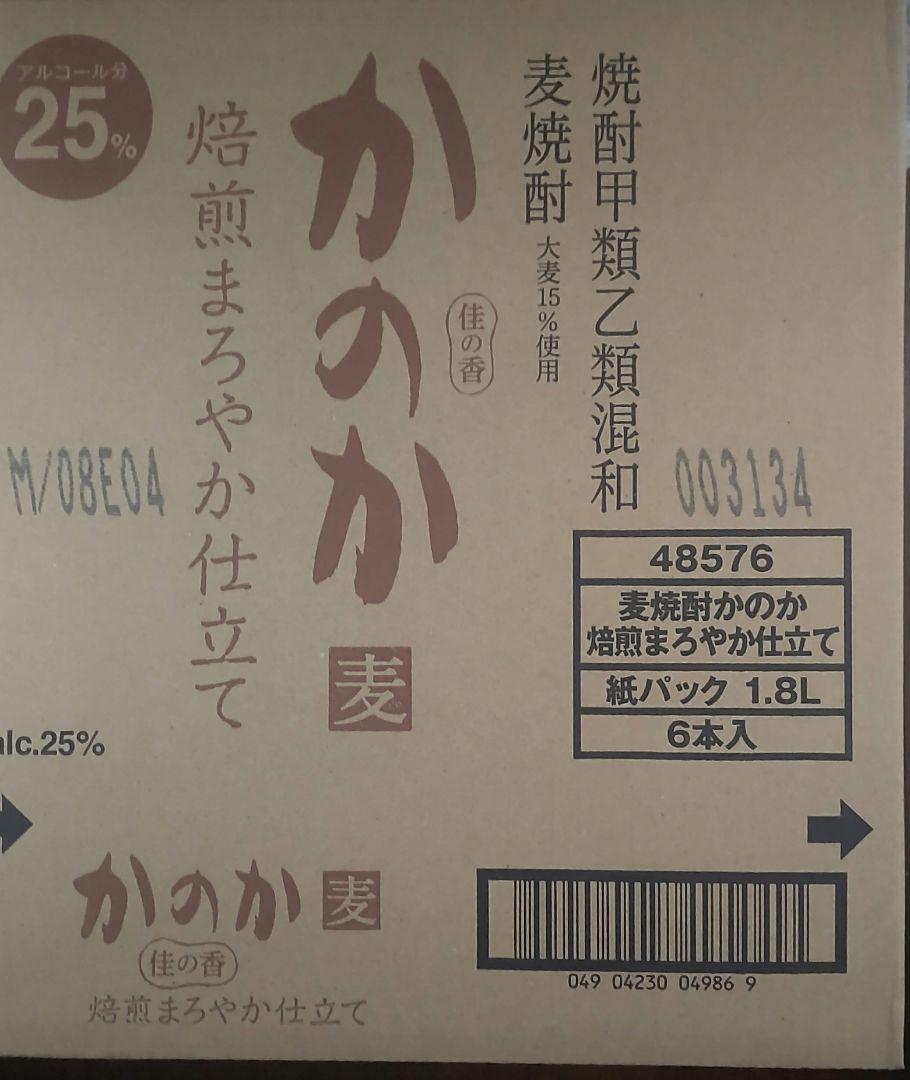 焼酎甲類乙類混和
麦焼酎 大麦15%使用
かのか
佳の香
麦
焙煎まろやか仕立て
アルコール分
25%
M/08E04
003134
48576
麦焼酎かのか
焙煎まろやか仕立て
紙パック 1.8L
6本入
alc.25%
かのか 麦
佳の香
焙煎まろやか仕立て
049 04230 04986 9